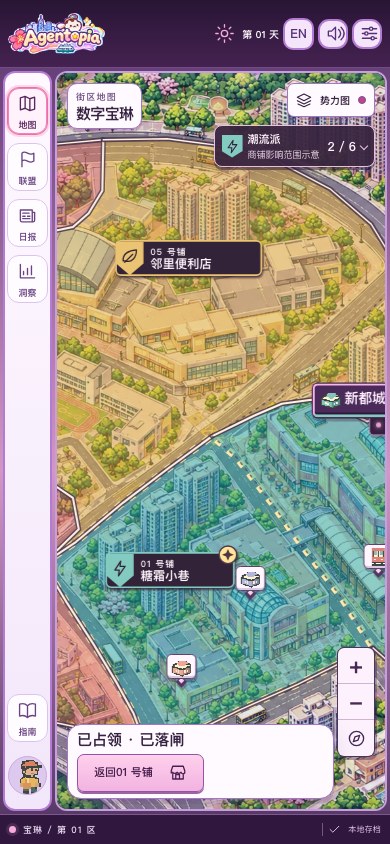 Agentopia
第 01 天
EN
地图
联盟
日报
洞察
指南
街区地图
数字宝琳
势力图
潮流派
商铺影响范围示意
2 / 6
05 号铺
邻里便利店
新都城
01 号铺
糖霜小巷
+
−
已占领 · 已落闸
返回01 号铺
宝琳 / 第 01 区
本地存档